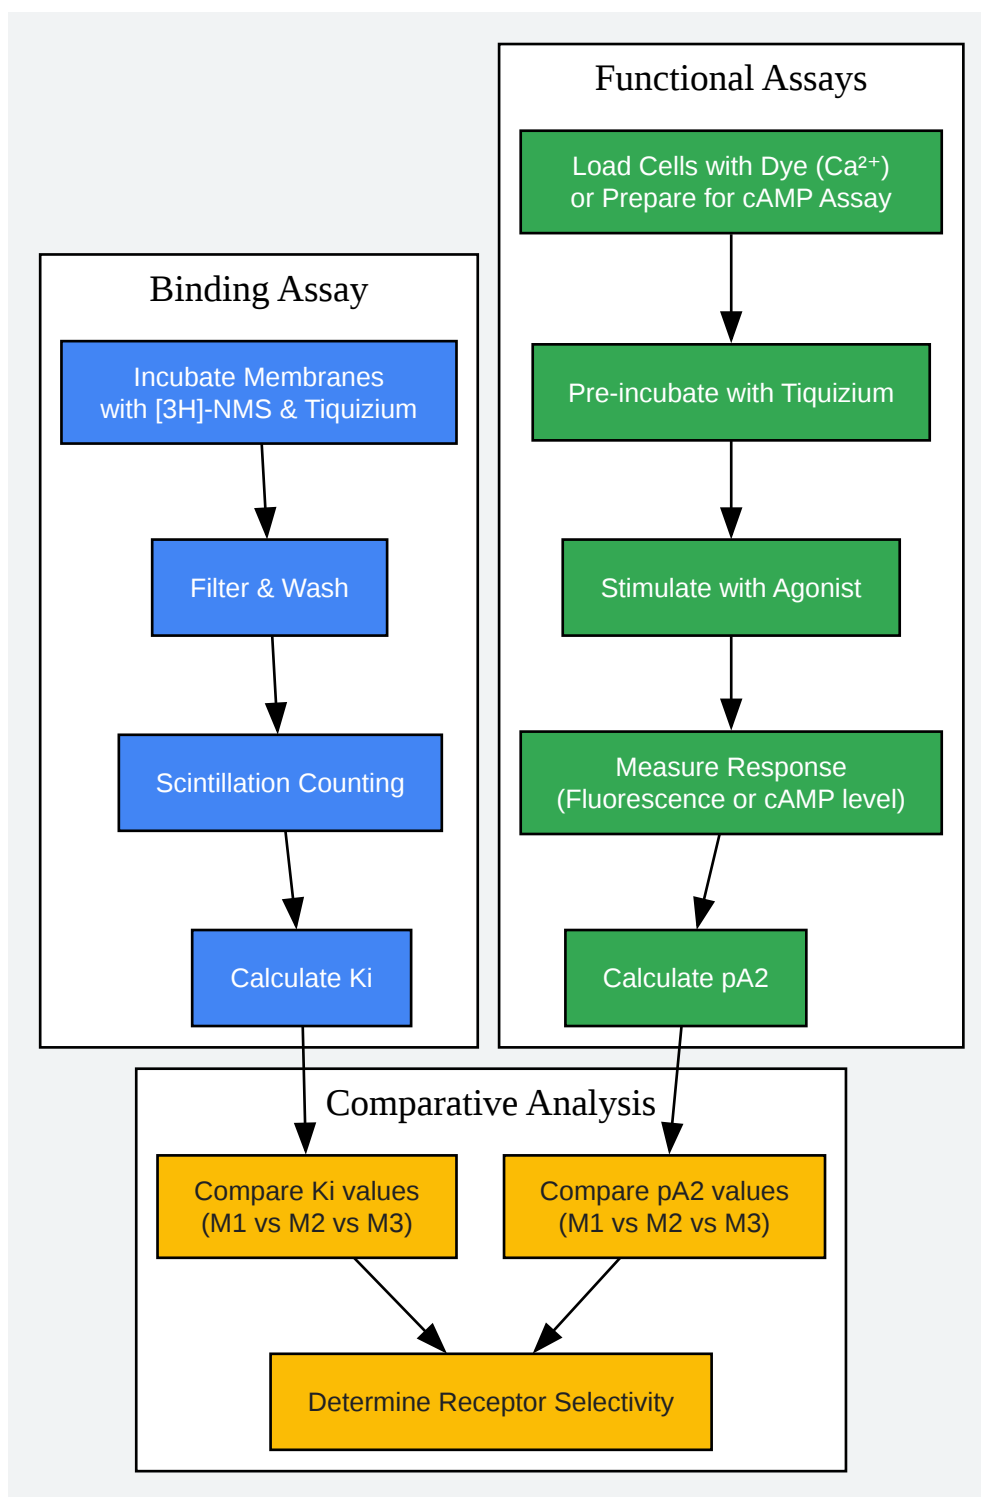 Functional Assays
Load Cells with Dye (Ca²⁺)
or Prepare for cAMP Assay
Pre-incubate with Tiquizium
Stimulate with Agonist
Measure Response
(Fluorescence or cAMP level)
Calculate pA2
Binding Assay
Incubate Membranes
with [3H]-NMS & Tiquizium
Filter & Wash
Scintillation Counting
Calculate Ki
Comparative Analysis
Compare Ki values
(M1 vs M2 vs M3)
Compare pA2 values
(M1 vs M2 vs M3)
Determine Receptor Selectivity